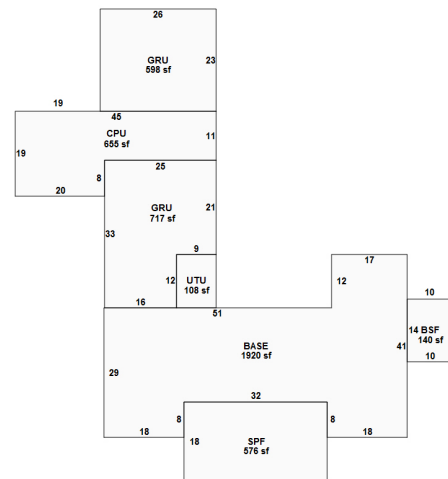 26
GRU
598 sf
23
19
45
CPU
655 sf
11
19
25
8
20
GRU
717 sf
21
33
9
17
12
UTU
108 sf
12
10
16
51
14 BSF
140 sf
BASE
1920 sf
41
10
29
32
8
8
18
18
18
SPF
576 sf